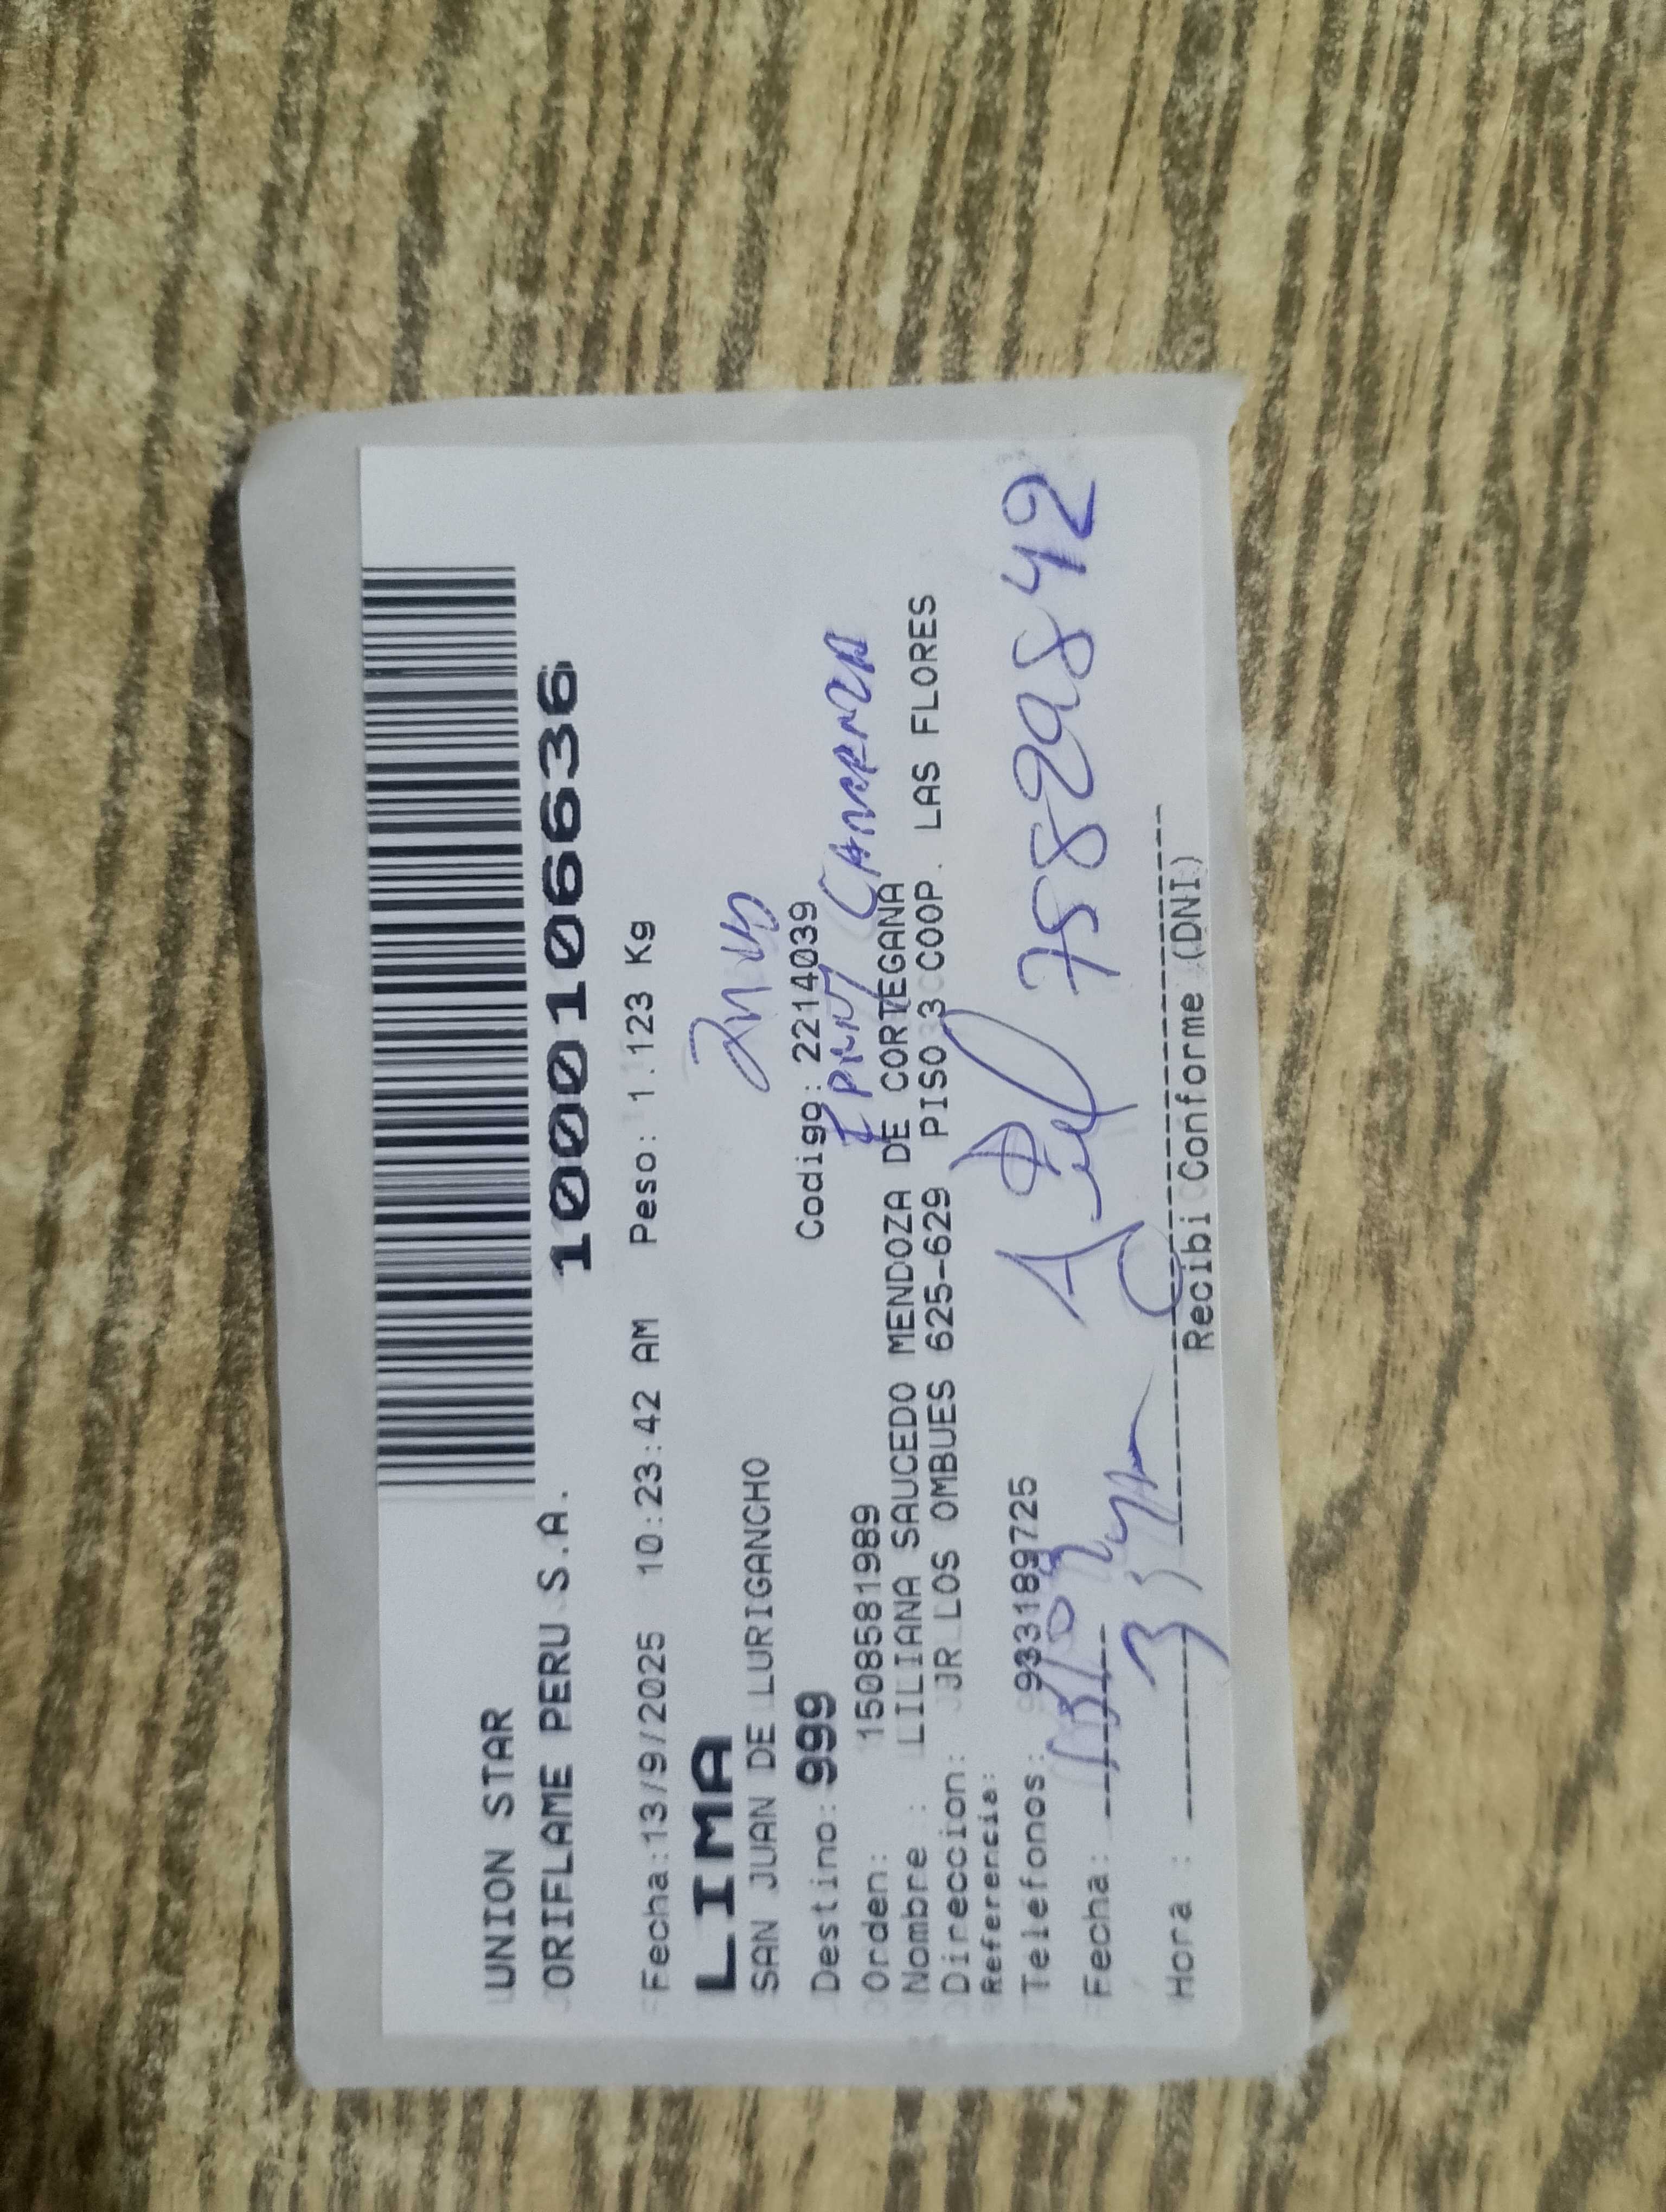 UNION STAR
ORIFLAME PERU S.A.
1000106636
Fecha:13/9/2025 10:23:42 AM Peso: 1.123 Kg
LIMA
SAN JUAN DE LURIGANCHO
Destino: 999 Codigo: 2214039
Orden: 1508581989
Nombre : LILIANA SAUCEDO MENDOZA DE CORTEGANA
Direccion: JR LOS OMBUES 625-629 PISO 3 COOP. LAS FLORES
Referencia:
Telefonos: 933189725
75829842
Fecha:
Hora :
Recibi Conforme (DNI)